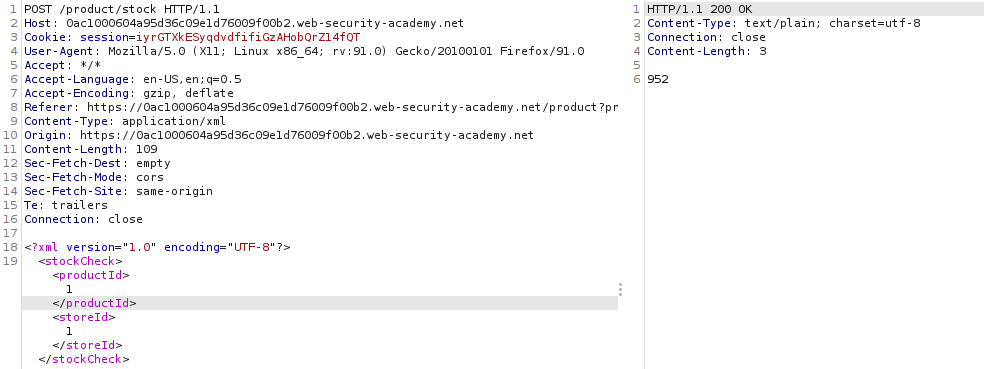 1 POST /product/stock HTTP/1.1
2 Host: 0ac1000604a95d36c09e1d76009f00b2.web-security-academy.net
3 Cookie: session=iyrGTXkESyqdvdfifiGzAHobQrZ14fQT
4 User-Agent: Mozilla/5.0 (X11; Linux x86_64; rv:91.0) Gecko/20100101 Firefox/91.0
5 Accept: */*
6 Accept-Language: en-US,en;q=0.5
7 Accept-Encoding: gzip, deflate
8 Referer: https://0ac1000604a95d36c09e1d76009f00b2.web-security-academy.net/product?pr
9 Content-Type: application/xml
10 Origin: https://0ac1000604a95d36c09e1d76009f00b2.web-security-academy.net
11 Content-Length: 109
12 Sec-Fetch-Dest: empty
13 Sec-Fetch-Mode: cors
14 Sec-Fetch-Site: same-origin
15 Te: trailers
16 Connection: close
17
18 <?xml version="1.0" encoding="UTF-8"?>
19 <stockCheck>
<productId>
1
</productId>
<storeId>
1
</storeId>
</stockCheck>
1 HTTP/1.1 200 OK
2 Content-Type: text/plain; charset=utf-8
3 Connection: close
4 Content-Length: 3
5
6 952